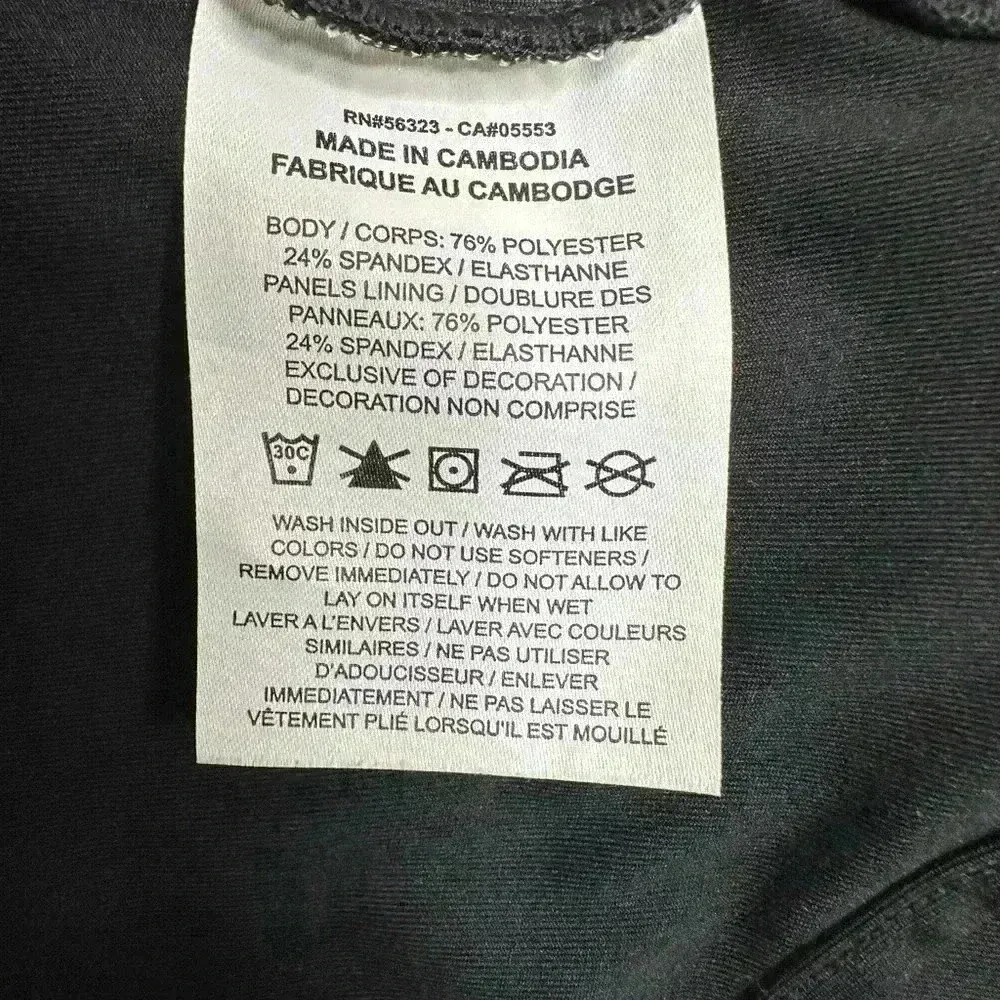 RN#56323 - CA#05553
MADE IN CAMBODIA
FABRIQUE AU CAMBODGE
BODY / CORPS: 76% POLYESTER
24% SPANDEX / ELASTHANNE
PANELS LINING / DOUBLURE DES
PANNEAUX: 76% POLYESTER
24% SPANDEX / ELASTHANNE
EXCLUSIVE OF DECORATION /
DECORATION NON COMPRISE
30C
WASH INSIDE OUT / WASH WITH LIKE
COLORS / DO NOT USE SOFTENERS /
REMOVE IMMEDIATELY / DO NOT ALLOW TO
LAY ON ITSELF WHEN WET
LAVER A L'ENVERS / LAVER AVEC COULEURS
SIMILAIRES / NE PAS UTILISER
D'ADOUCISSEUR / ENLEVER
IMMEDIATEMENT / NE PAS LAISSER LE
VÊTEMENT PLIÉ LORSQU'IL EST MOUILLÉ